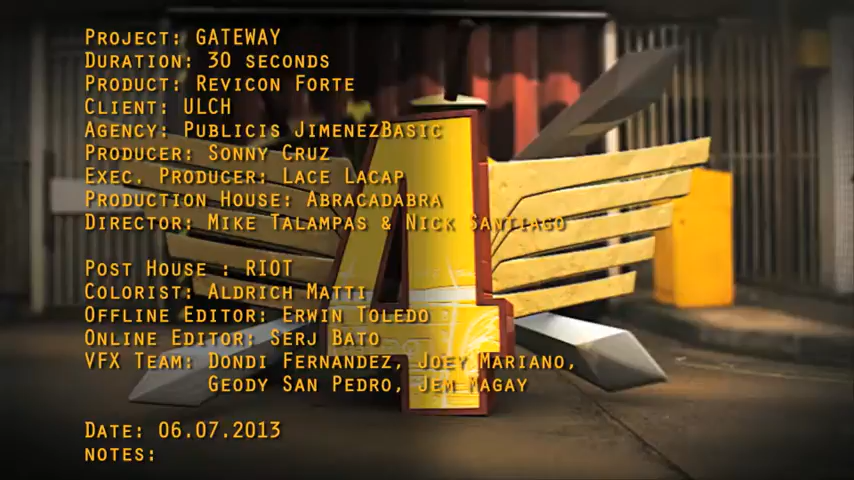 Project: GATEWAY
Duration: 30 seconds
Product: Revicon Forte
Client: ULCH
Agency: Publicis JimenezBasic
Producer: Sonny Cruz
Exec. Producer: Lace Lacap
Production House: Abracadabra
Director: Mike Talampas & Nick Santiago
Post House : RIOT
Colorist: Aldrich Matti
Offline Editor: Erwin Toledo
Online Editor: Serj Bato
VFX Team: Dondi Fernandez, Joey Mariano,
Geody San Pedro, Jem Magay
Date: 06.07.2013
notes:
A